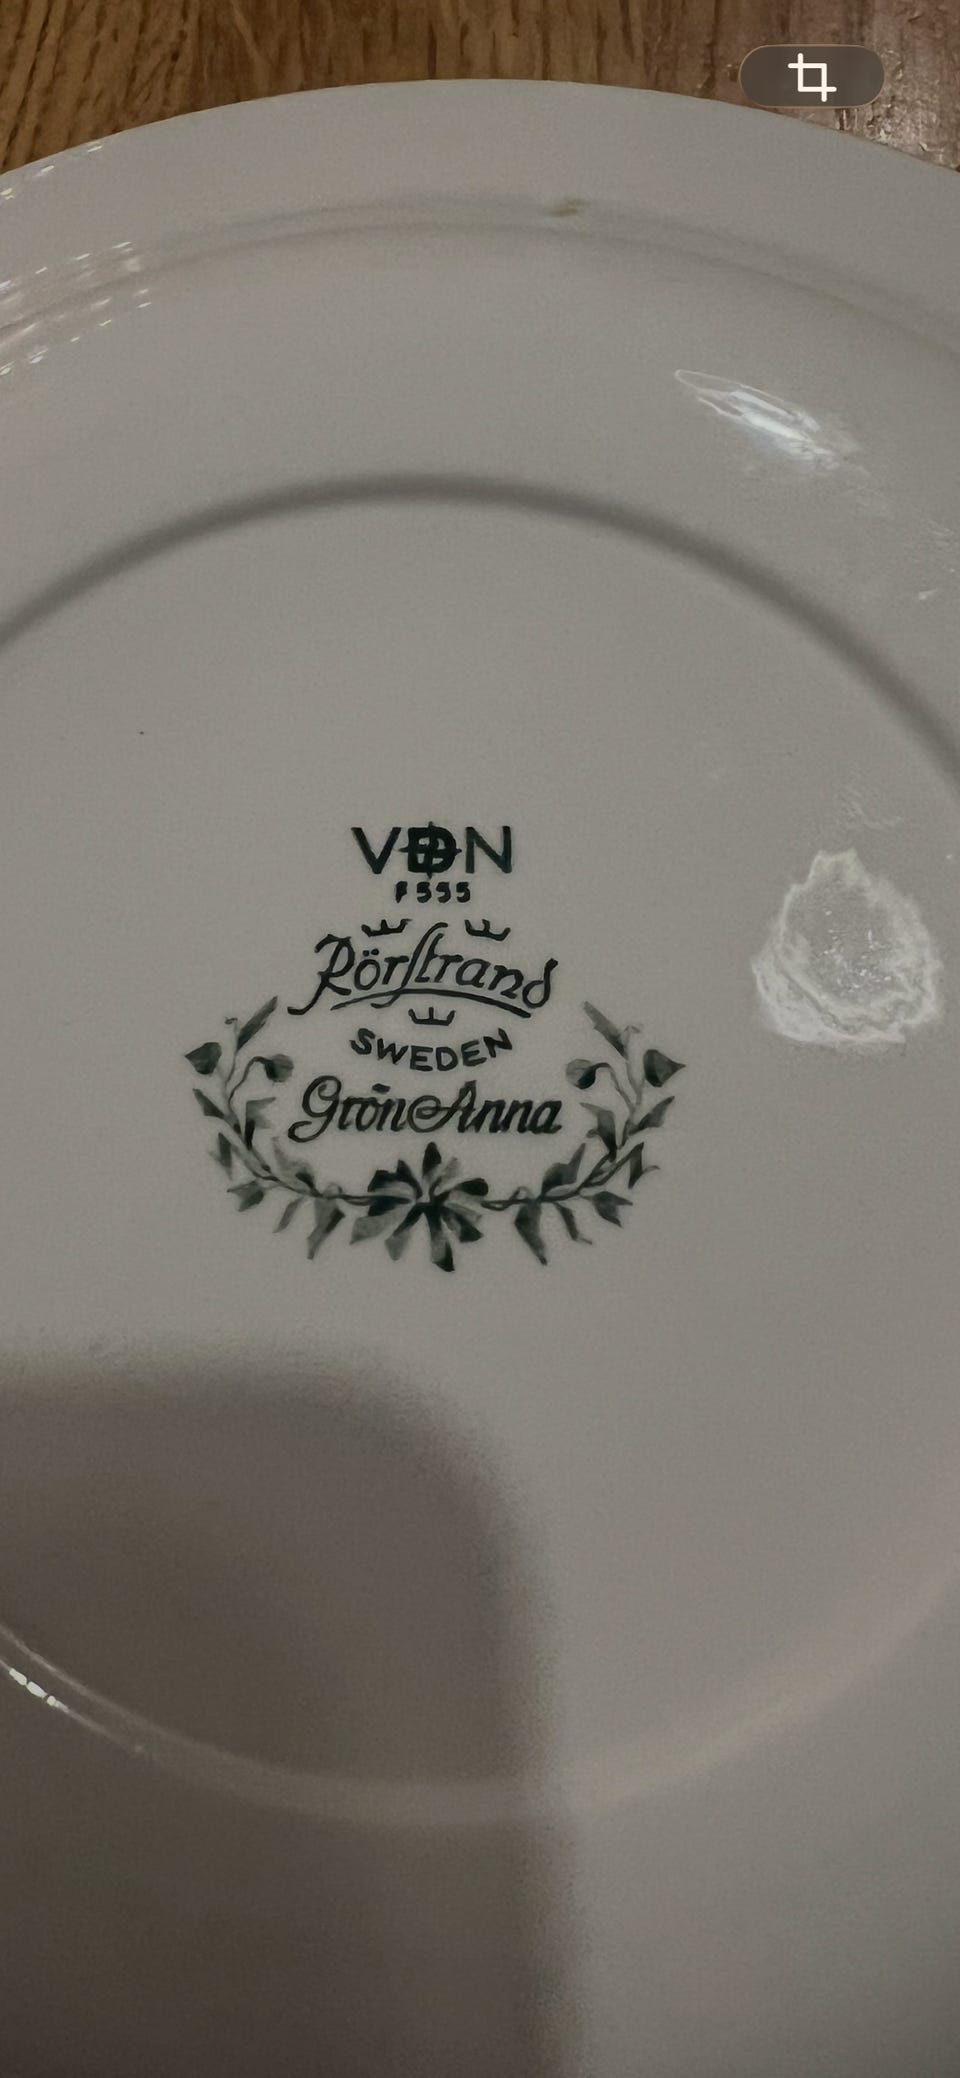 VDN
F555
Rörstrand
SWEDEN
Grön Anna